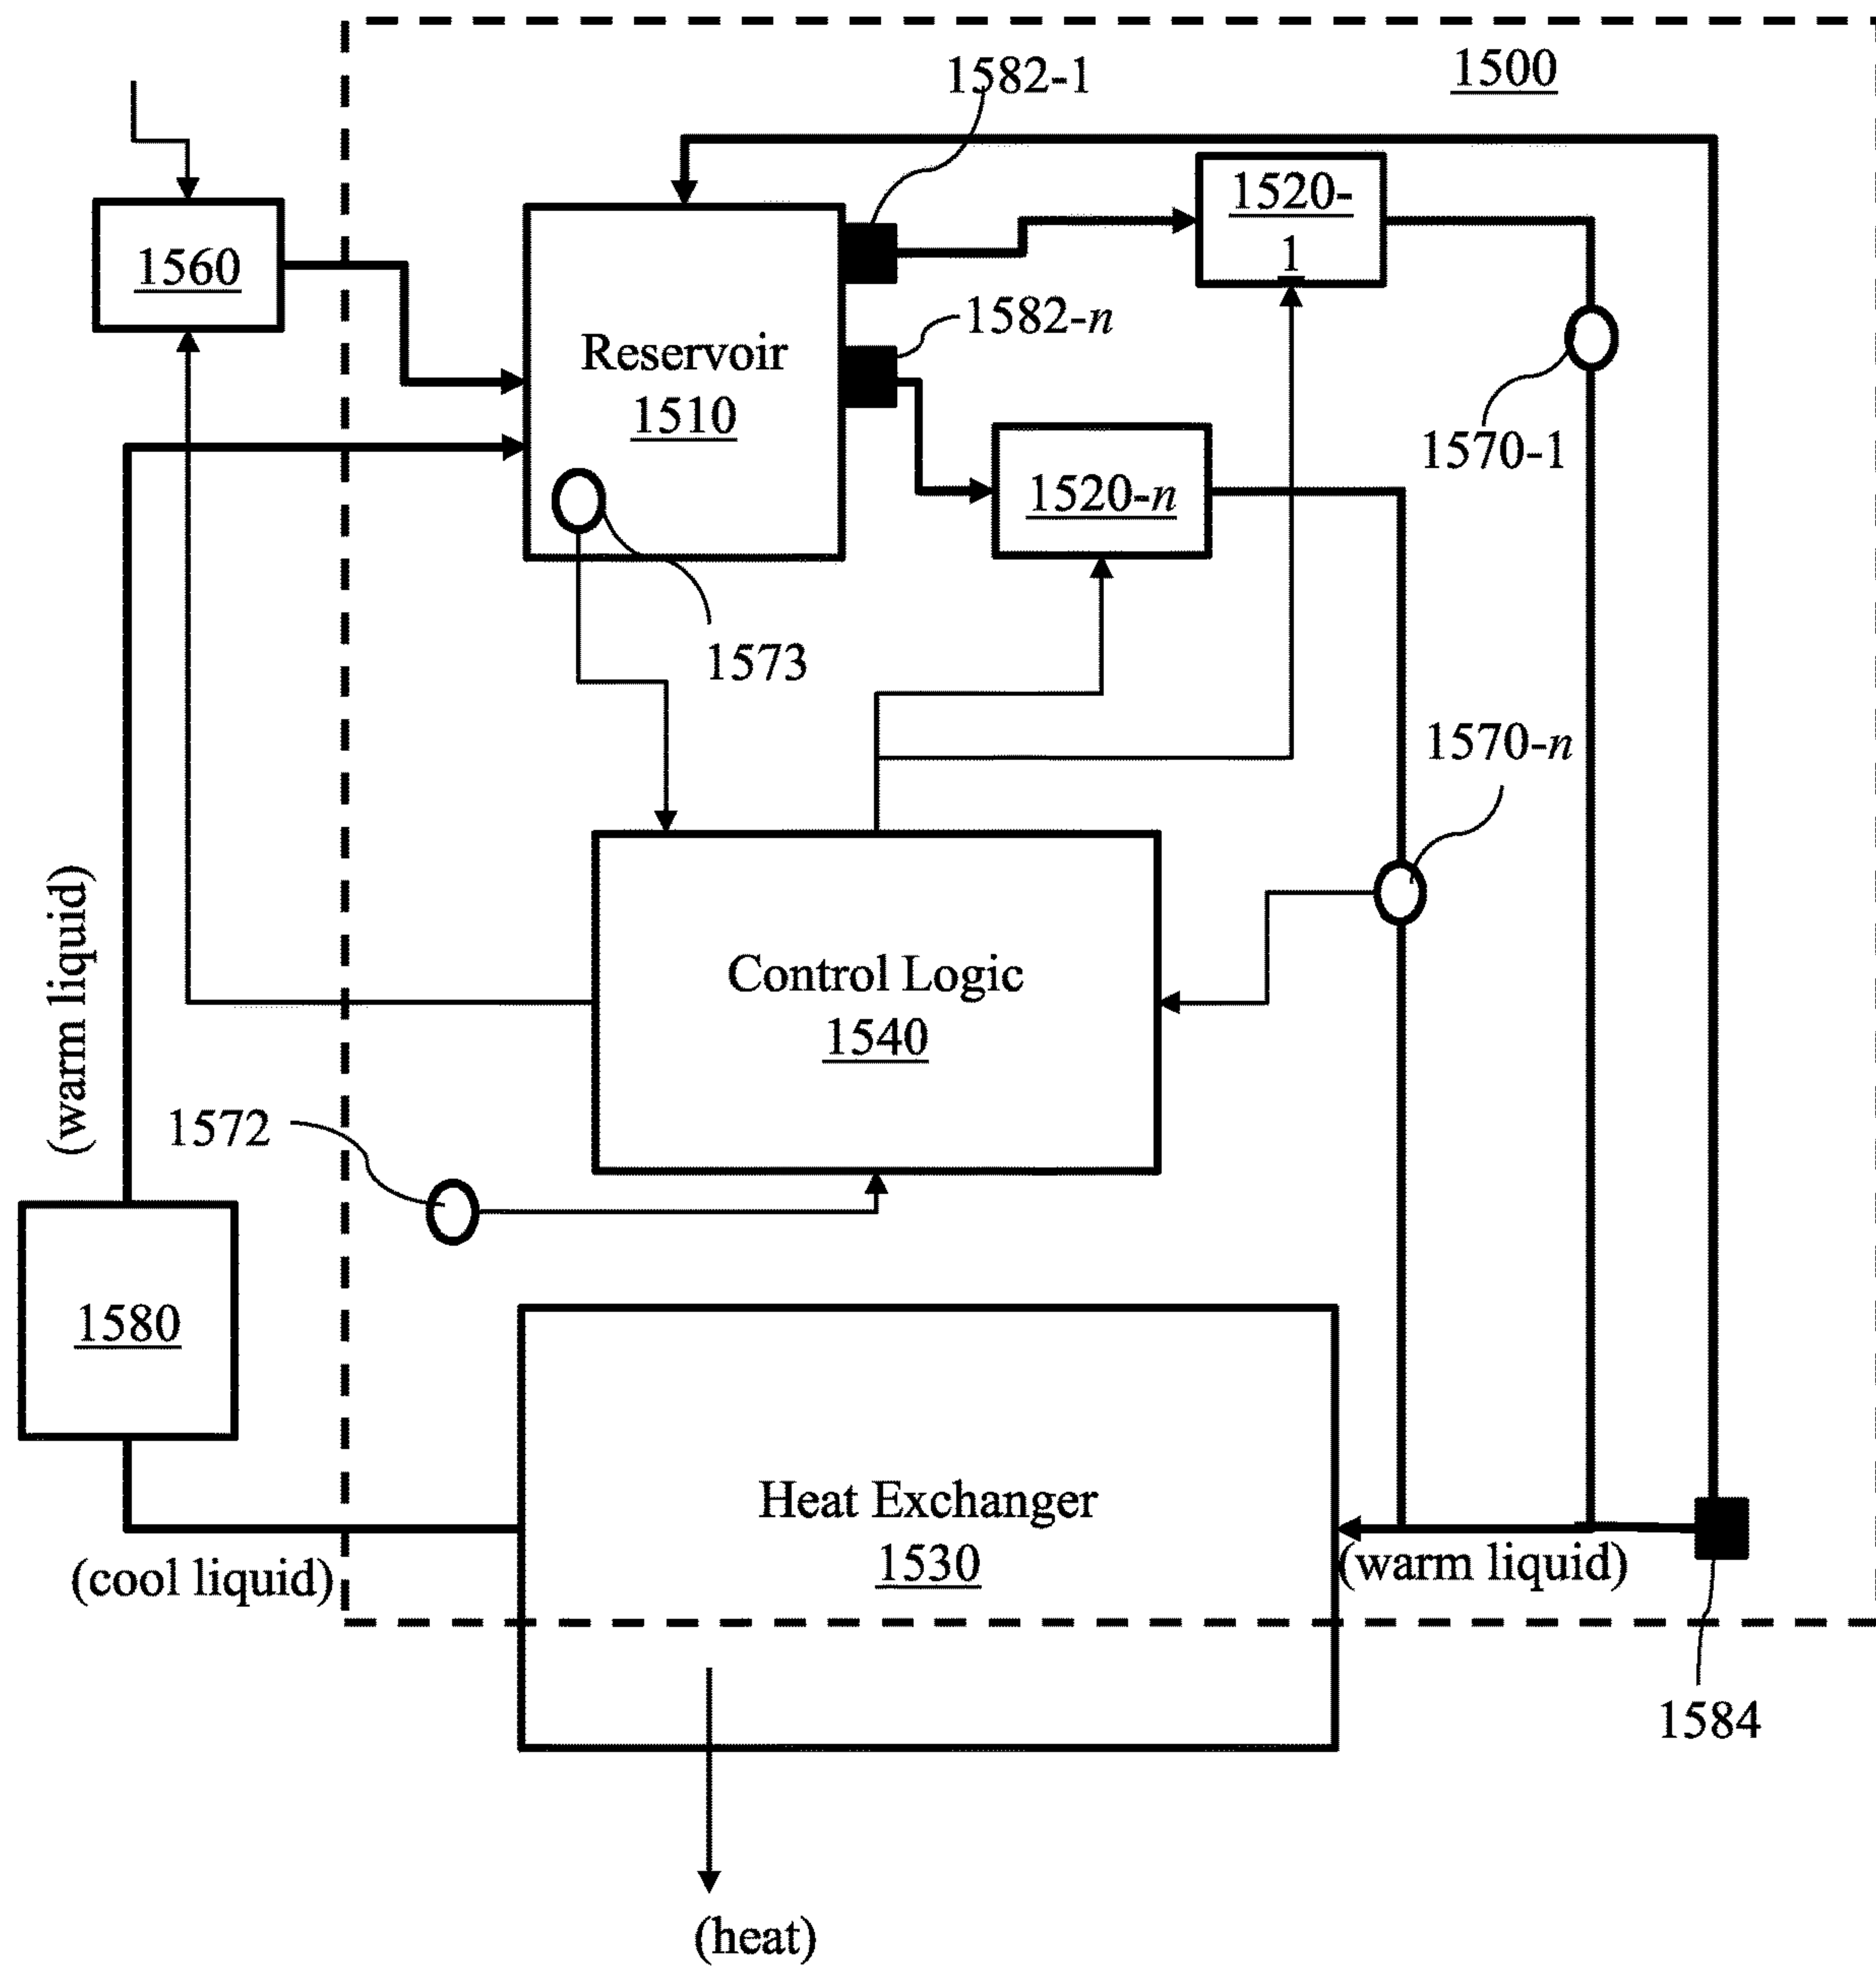 1500
1582-1
1520-
1
1560
1582-n
Reservoir
1510
1570-1
1520-n
1573
1570-n
(warm liquid)
Control Logic
1540
1572
1580
Heat Exchanger
1530
(cool liquid)
(warm liquid)
1584
(heat)